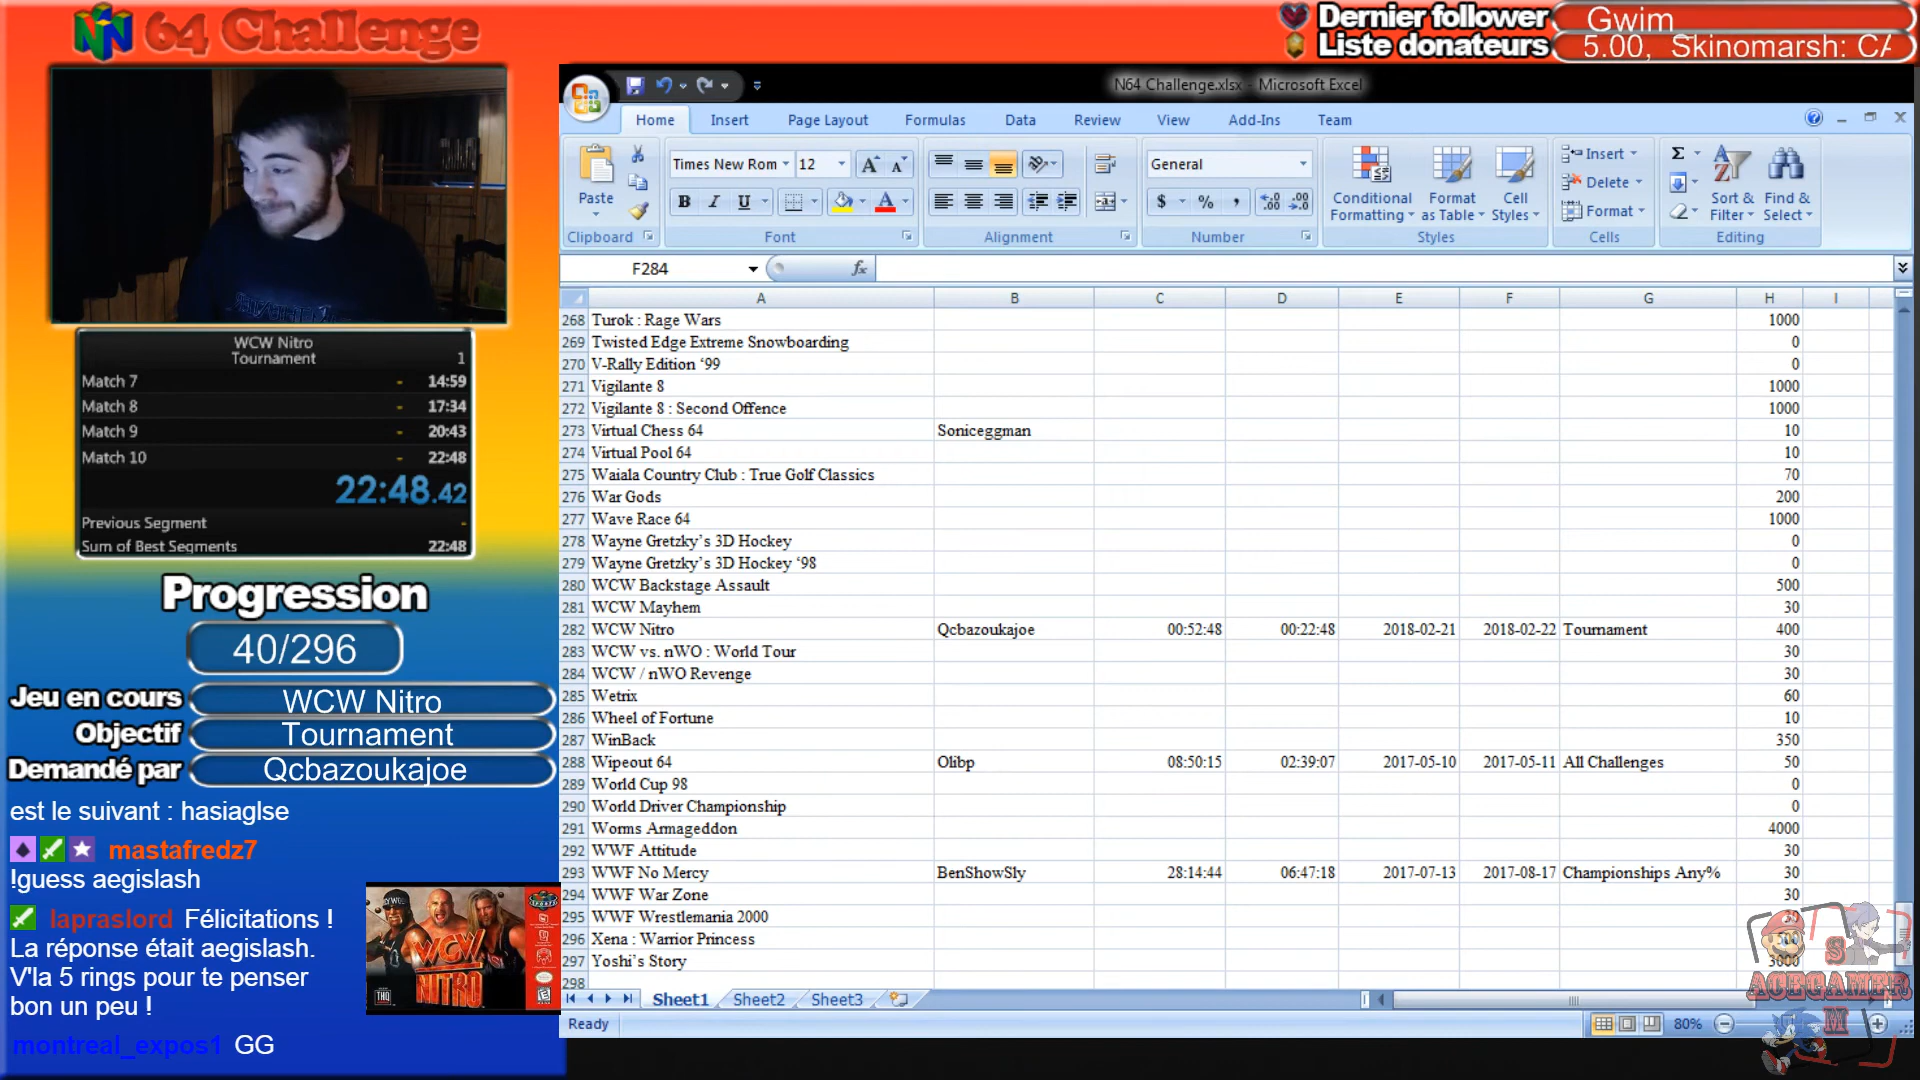 64 Challenge
Dernier follower Gwim_
Liste donateurs 5.00, Skinomarsh: CA
WCW Nitro
Tournament 1
Match 7 - 14:59
Match 8 - 17:34
Match 9 - 20:43
Match 10 - 22:48
22:48.42
Previous Segment -
Sum of Best Segments 22:48
Progression
40/296
Jeu en cours WCW Nitro
Objectif Tournament
Demandé par Qcbazoukajoe
est le suivant : hasiaglse
mastafredz7
!guess aegislash
lapraslord Félicitations !
La réponse était aegislash.
V'la 5 rings pour te penser
bon un peu !
montreal_expos1 GG
WCW
NITRO
THQ
N64 Challenge.xlsx - Microsoft Excel
Home Insert Page Layout Formulas Data Review View Add-Ins Team
Paste
Clipboard
Times New Rom 12
B I U
Font
Alignment
General
$ % ,
Number
Conditional Formatting
Format as Table
Cell Styles
Styles
Insert
Delete
Format
Cells
Sort & Filter
Find & Select
Editing
F284 fx
A B C D E F G H I
268 Turok : Rage Wars 1000
269 Twisted Edge Extreme Snowboarding 0
270 V-Rally Edition ‘99 0
271 Vigilante 8 1000
272 Vigilante 8 : Second Offence 1000
273 Virtual Chess 64 Soniceggman 10
274 Virtual Pool 64 10
275 Waiala Country Club : True Golf Classics 70
276 War Gods 200
277 Wave Race 64 1000
278 Wayne Gretzky’s 3D Hockey 0
279 Wayne Gretzky’s 3D Hockey ‘98 0
280 WCW Backstage Assault 500
281 WCW Mayhem 30
282 WCW Nitro Qcbazoukajoe 00:52:48 00:22:48 2018-02-21 2018-02-22 Tournament 400
283 WCW vs. nWO : World Tour 30
284 WCW / nWO Revenge 30
285 Wetrix 60
286 Wheel of Fortune 10
287 WinBack 350
288 Wipeout 64 Olibp 08:50:15 02:39:07 2017-05-10 2017-05-11 All Challenges 50
289 World Cup 98 0
290 World Driver Championship 0
291 Worms Armageddon 4000
292 WWF Attitude 30
293 WWF No Mercy BenShowSly 28:14:44 06:47:18 2017-07-13 2017-08-17 Championships Any% 30
294 WWF War Zone 30
295 WWF Wrestlemania 2000
296 Xena : Warrior Princess
297 Yoshi’s Story 3000
298
Sheet1 Sheet2 Sheet3
Ready 80%
S
ACEGAMER
M